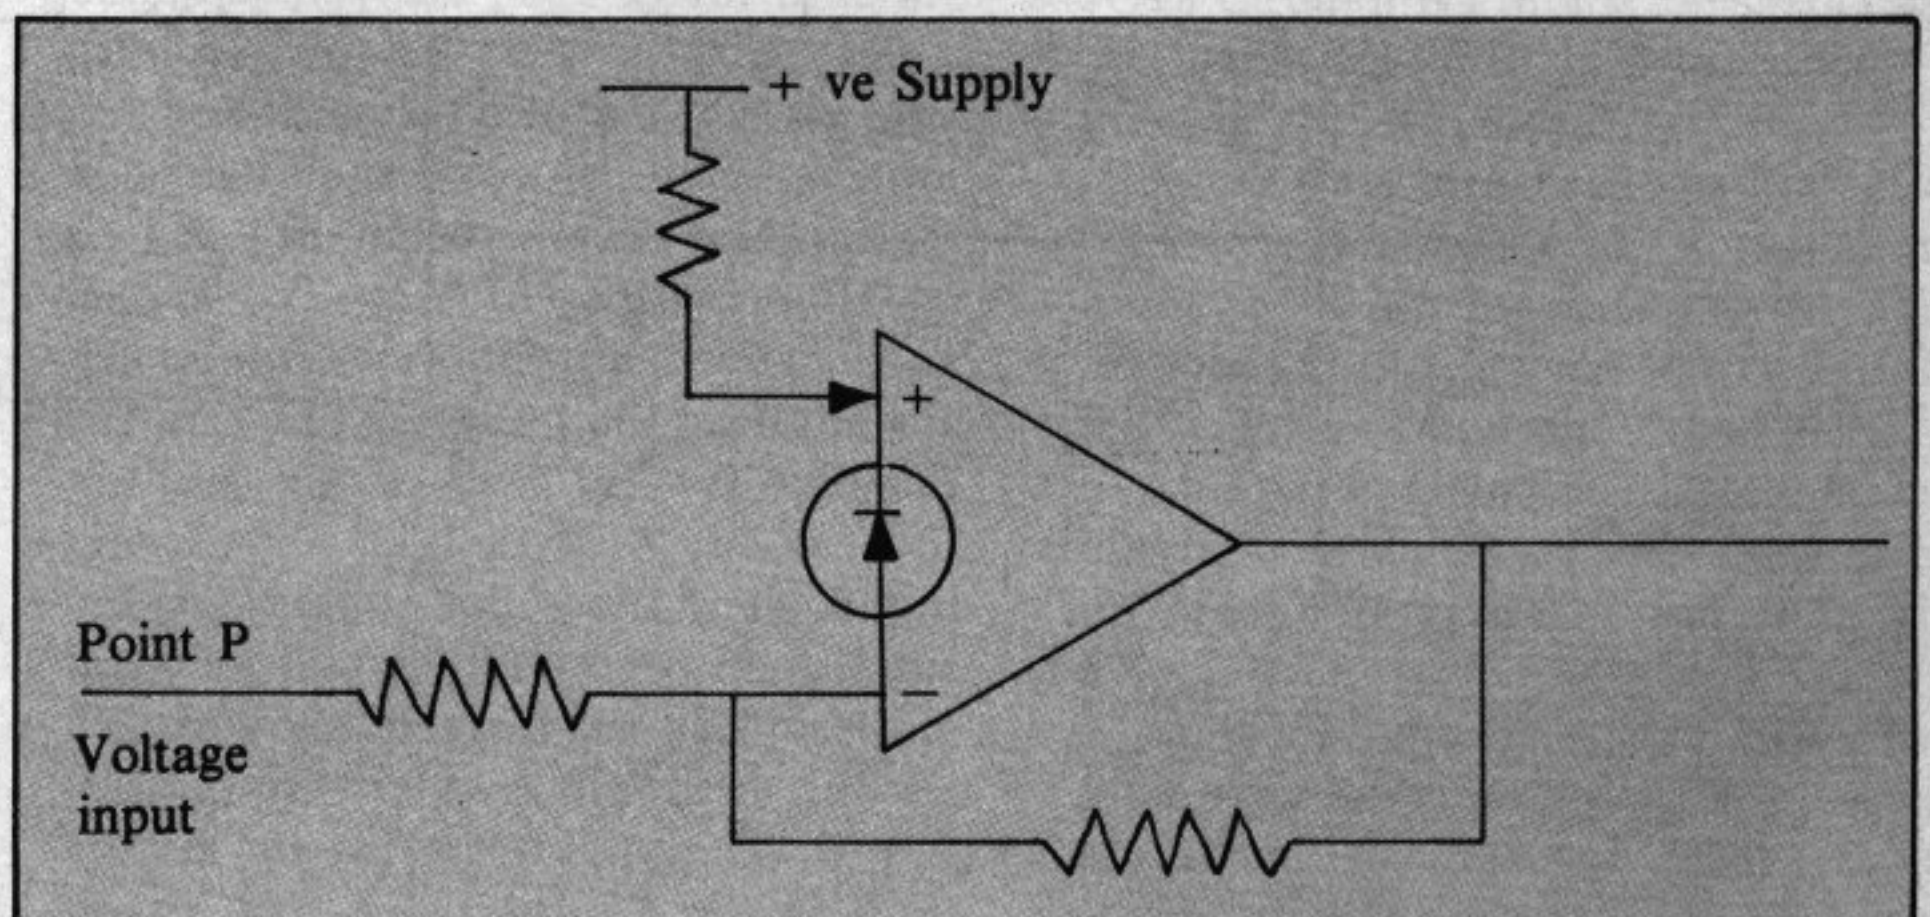 + ve Supply
+
Point P
−
Voltage
input